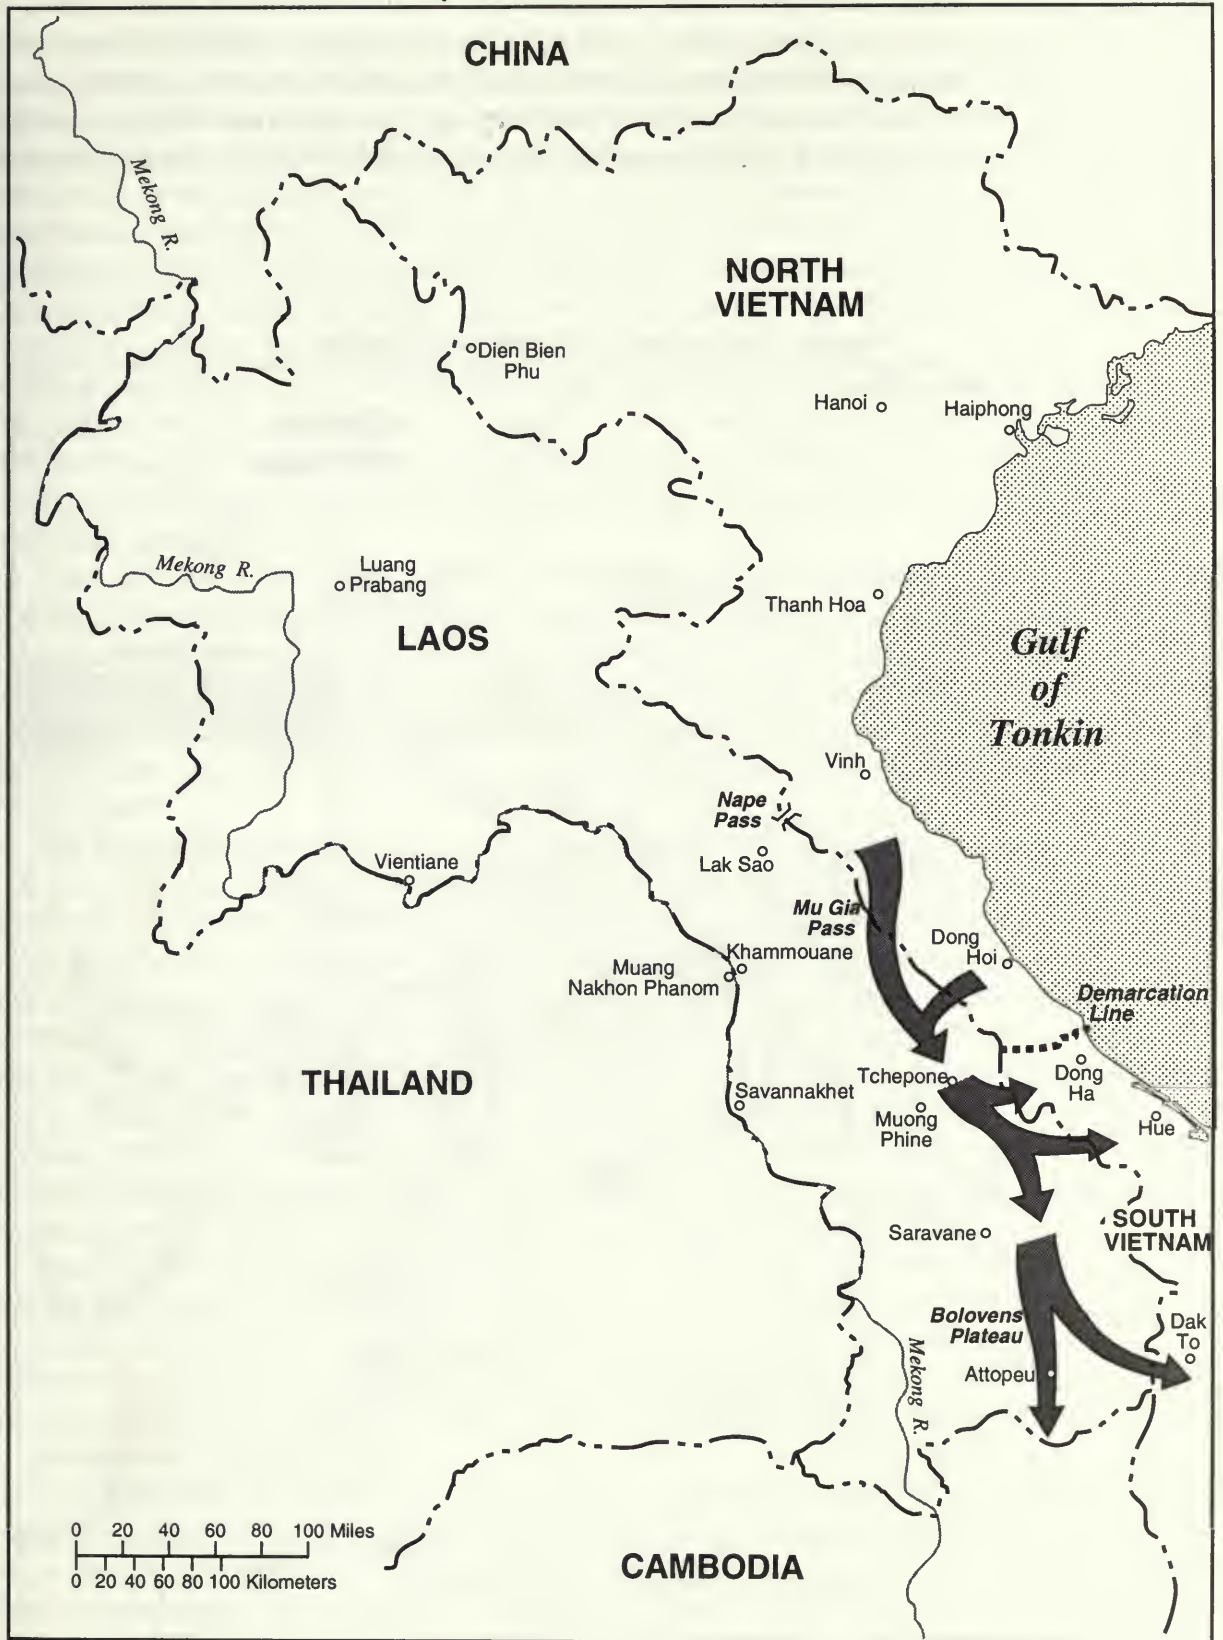 CHINA
Mekong R.
NORTH
VIETNAM
Dien Bien
Phu
Hanoi
Haiphong
Mekong R.
Luang
Prabang
LAOS
Thanh Hoa
Gulf
of
Tonkin
Vinh
Nape
Pass
Lak Sao
Vientiane
Mu Gia
Pass
Dong
Hoi
Khammouane
Muang
Nakhon Phanom
Demarcation
Line
THAILAND
Tchepone
Dong
Ha
Savannakhet
Muong
Phine
Hue
SOUTH
VIETNAM
Saravane
Bolovens
Plateau
Dak
To
Attopeu
Mekong R.
0 20 40 60 80 100 Miles
0 20 40 60 80 100 Kilometers
CAMBODIA